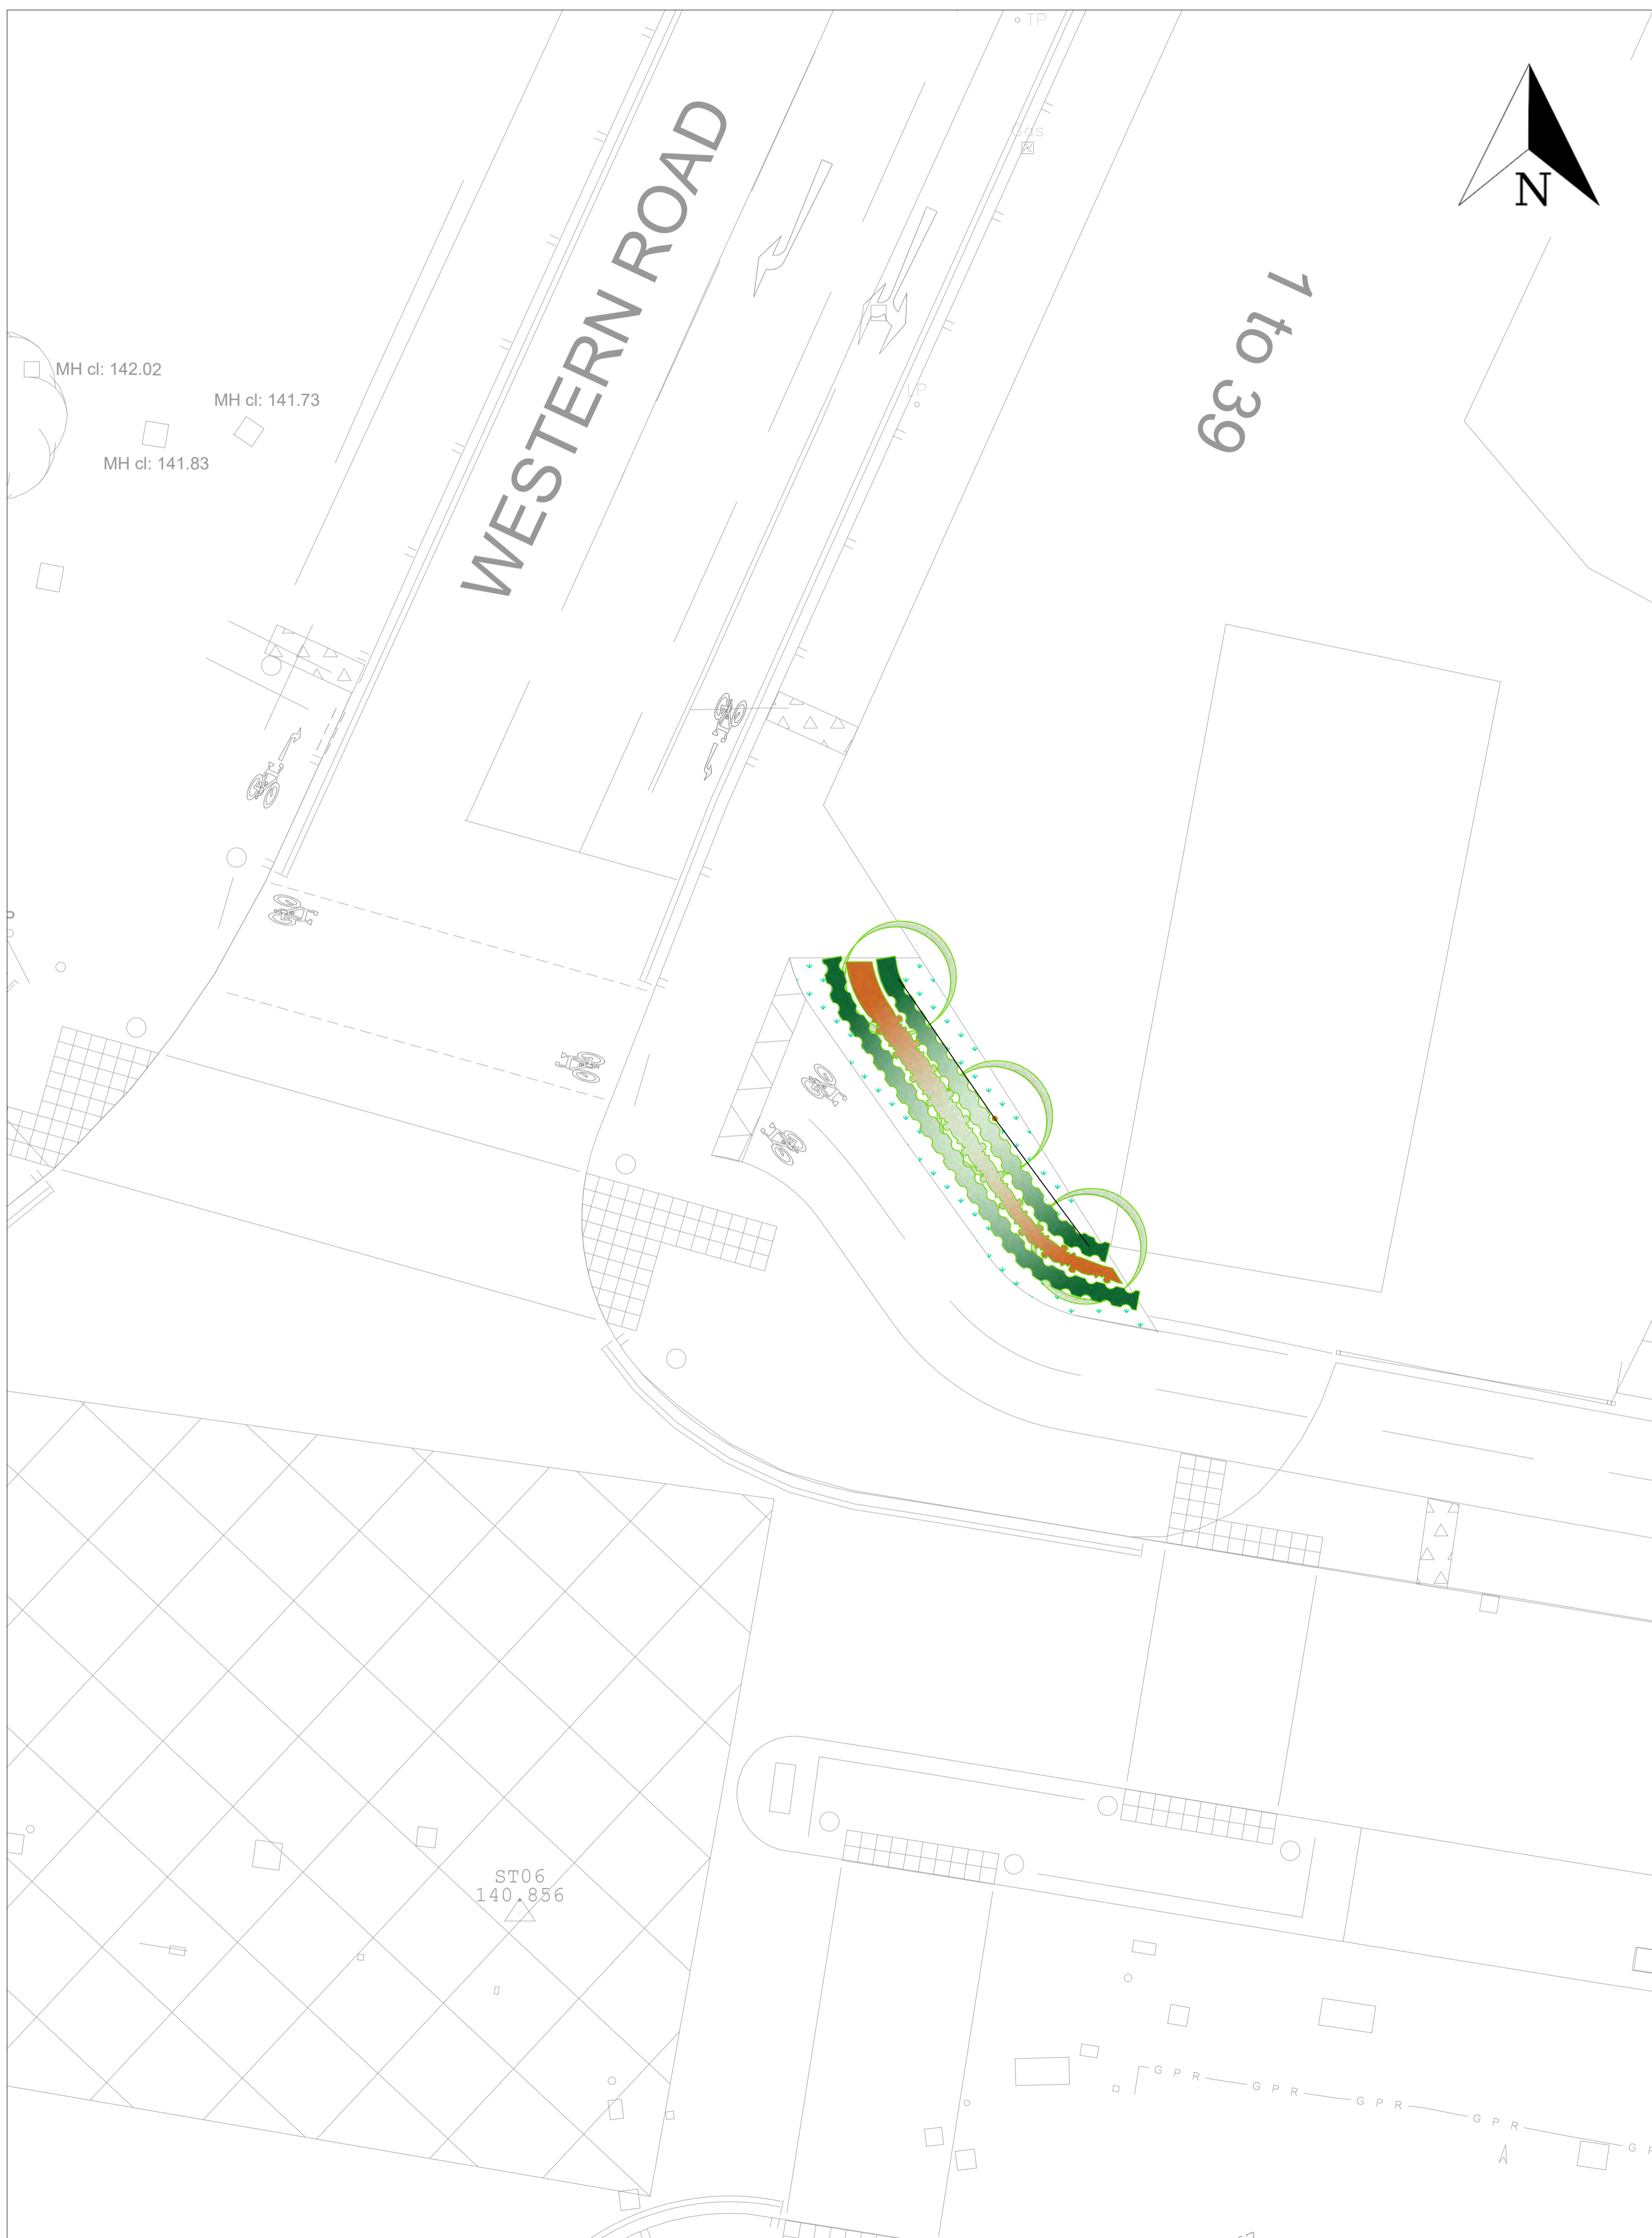 TP
Gas
N
WESTERN ROAD
1 to 39
MH cl: 142.02
MH cl: 141.73
MH cl: 141.83
LP
ST06
140.856
G P R
G P R
G P R
G P R